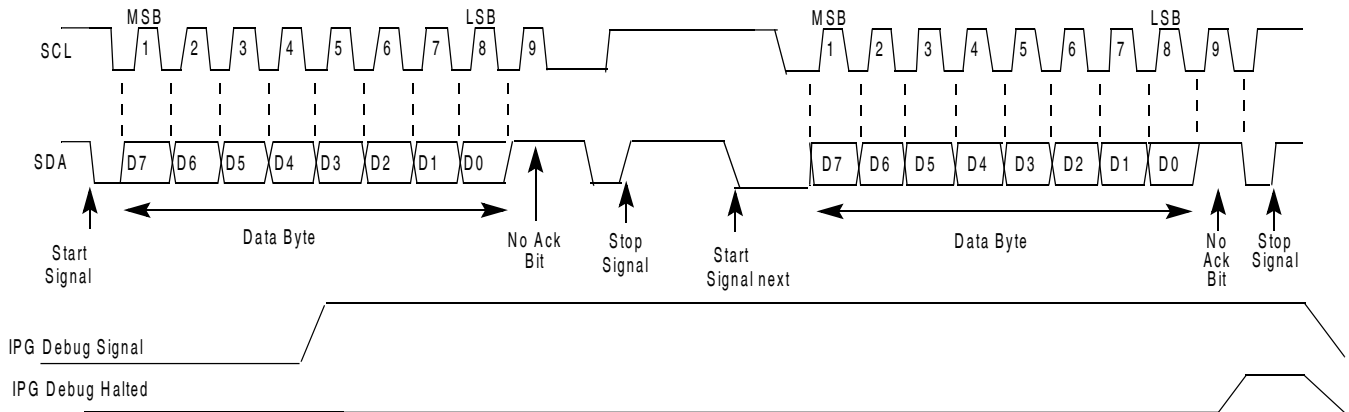 MSB LSB MSB LSB
SCL 1 2 3 4 5 6 7 8 9 1 2 3 4 5 6 7 8 9
SDA D7 D6 D5 D4 D3 D2 D1 D0 D7 D6 D5 D4 D3 D2 D1 D0
Start
Signal
Data Byte
No Ack
Bit
Stop
Signal
Start
Signal next
Data Byte
No
Ack
Bit
Stop
Signal
IPG Debug Signal
IPG Debug Halted